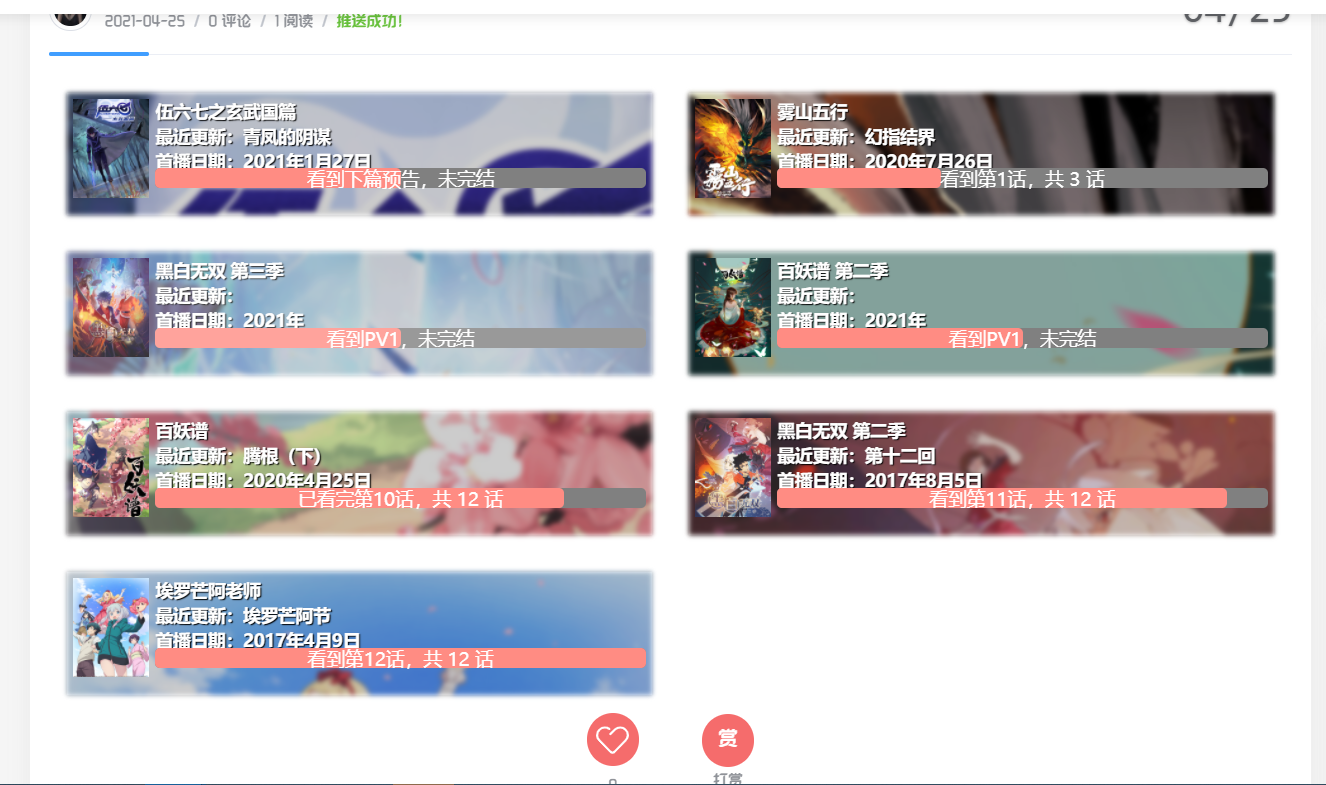 2021-04-25 / 0 评论 / 1 阅读 / 推送成功!
04/25
伍六七之玄武国篇
最近更新：青凤的阴谋
首播日期：2021年1月27日
看到下篇预告，未完结
雾山五行
最近更新：幻指结界
首播日期：2020年7月26日
看到第1话，共 3 话
黑白无双 第三季
最近更新：
首播日期：2021年
看到PV1，未完结
百妖谱 第二季
最近更新：
首播日期：2021年
看到PV1，未完结
百妖谱
最近更新：腾根（下）
首播日期：2020年4月25日
已看完第10话，共 12 话
黑白无双 第二季
最近更新：第十二回
首播日期：2017年8月5日
看到第11话，共 12 话
埃罗芒阿老师
最近更新：埃罗芒阿节
首播日期：2017年4月9日
看到第12话，共 12 话
赏
打赏